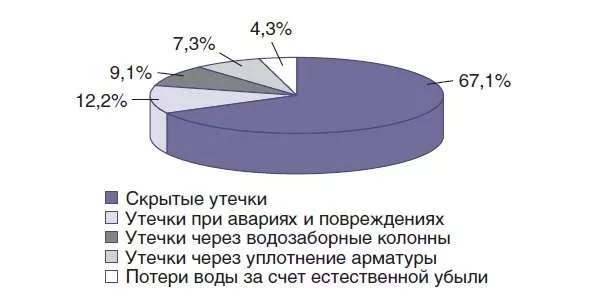 4,3%
7,3%
9,1%
67,1%
12,2%
Скрытые утечки
Утечки при авариях и повреждениях
Утечки через водозаборные колонны
Утечки через уплотнение арматуры
Потери воды за счет естественной убыли